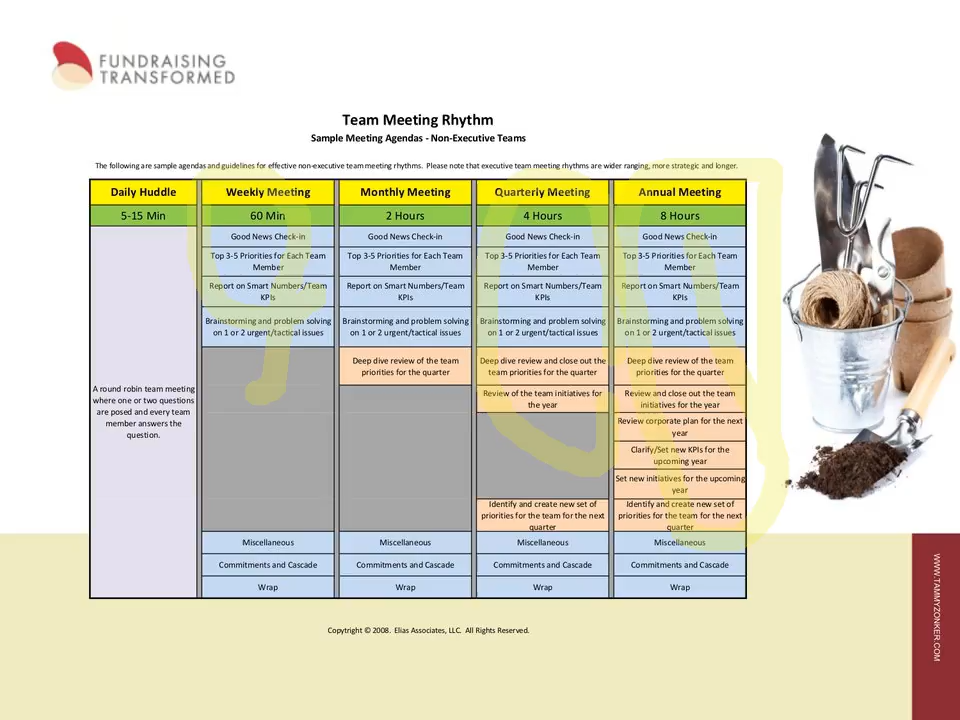 FUNDRAISING
TRANSFORMED
Team Meeting Rhythm
Sample Meeting Agendas - Non-Executive Teams
The following are sample agendas and guidelines for effective non-executive team meeting rhythms. Please note that executive team meeting rhythms are wider ranging, more strategic and longer.
Daily Huddle Weekly Meeting Monthly Meeting Quarterly Meeting Annual Meeting
5-15 Min 60 Min 2 Hours 4 Hours 8 Hours
A round robin team meeting
where one or two questions
are posed and every team
member answers the
question.
Good News Check-in
Top 3-5 Priorities for Each Team
Member
Report on Smart Numbers/Team
KPIs
Brainstorming and problem solving
on 1 or 2 urgent/tactical issues
Miscellaneous
Commitments and Cascade
Wrap
Good News Check-in
Top 3-5 Priorities for Each Team
Member
Report on Smart Numbers/Team
KPIs
Brainstorming and problem solving
on 1 or 2 urgent/tactical issues
Deep dive review of the team
priorities for the quarter
Miscellaneous
Commitments and Cascade
Wrap
Good News Check-in
Top 3-5 Priorities for Each Team
Member
Report on Smart Numbers/Team
KPIs
Brainstorming and problem solving
on 1 or 2 urgent/tactical issues
Deep dive review and close out the
team priorities for the quarter
Review of the team initiatives for
the year
Identify and create new set of
priorities for the team for the next
quarter
Miscellaneous
Commitments and Cascade
Wrap
Good News Check-in
Top 3-5 Priorities for Each Team
Member
Report on Smart Numbers/Team
KPIs
Brainstorming and problem solving
on 1 or 2 urgent/tactical issues
Deep dive review of the team
priorities for the quarter
Review and close out the team
initiatives for the year
Review corporate plan for the next
year
Clarify/Set new KPIs for the
upcoming year
Set new initiatives for the upcoming
year
Identify and create new set of
priorities for the team for the next
quarter
Miscellaneous
Commitments and Cascade
Wrap
Copytright © 2008. Elias Associates, LLC. All Rights Reserved.
WWW.TAMMYZONKER.COM